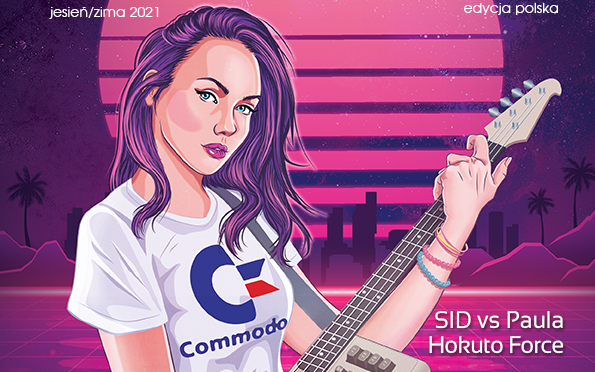 jesień/zima 2021
edycja polska
Commodo
SID vs Paula
Hokuto Force